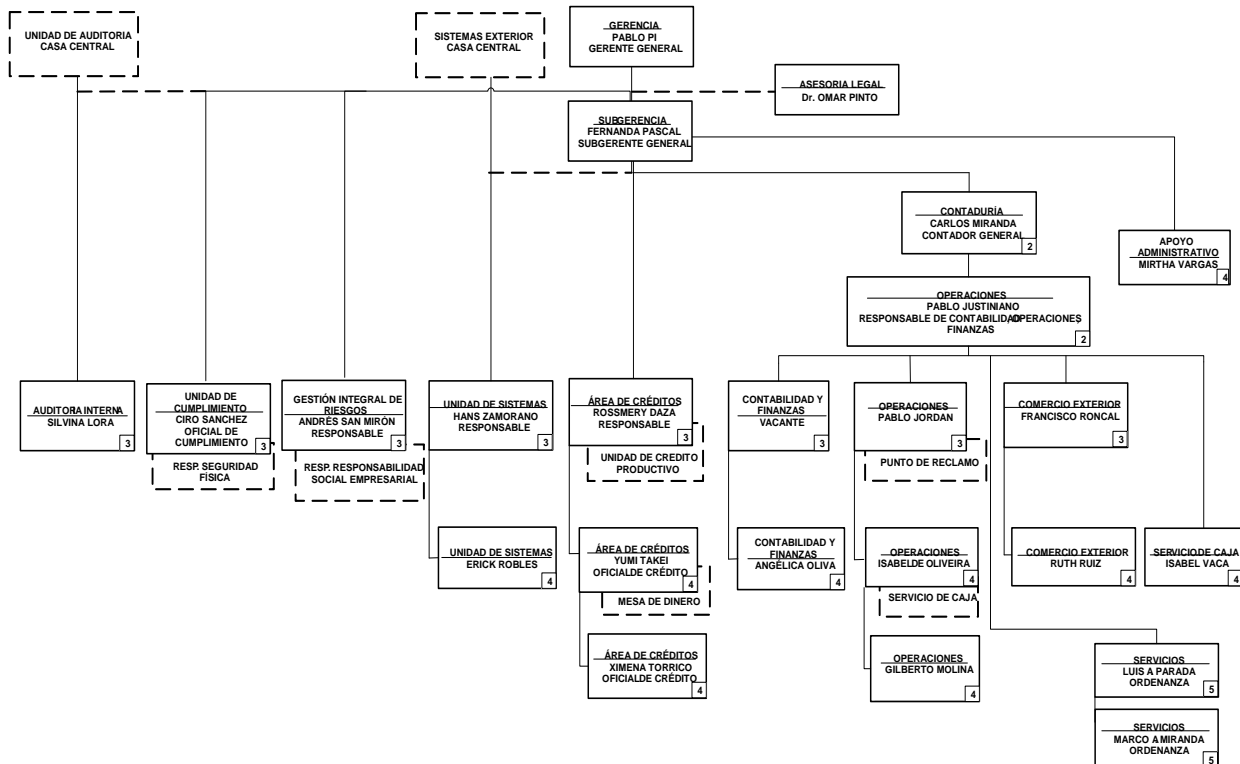 UNIDAD DE AUDITORIA
CASA CENTRAL
SISTEMAS EXTERIOR
CASA CENTRAL
GERENCIA
PABLO PI
GERENTE GENERAL
ASESORIA LEGAL
Dr. OMAR PINTO
SUBGERENCIA
FERNANDA PASCAL
SUBGERENTE GENERAL
CONTADURÍA
CARLOS MIRANDA
CONTADOR GENERAL
2
APOYO
ADMINISTRATIVO
MIRTHA VARGAS
4
OPERACIONES
PABLO JUSTINIANO
RESPONSABLE DE CONTABILIDAD,OPERACIONES,
FINANZAS
2
AUDITORIA INTERNA
SILVINA LORA
3
UNIDAD DE
CUMPLIMIENTO
CIRO SANCHEZ
OFICIAL DE
CUMPLIMIENTO
3
RESP. SEGURIDAD
FÍSICA
GESTIÓN INTEGRAL DE
RIESGOS
ANDRÉS SAN MIRÓN
RESPONSABLE
3
RESP. RESPONSABILIDAD
SOCIAL EMPRESARIAL
UNIDAD DE SISTEMAS
HANS ZAMORANO
RESPONSABLE
3
ÁREA DE CRÉDITOS
ROSSMERY DAZA
RESPONSABLE
3
UNIDAD DE CREDITO
PRODUCTIVO
CONTABILIDAD Y
FINANZAS
VACANTE
3
OPERACIONES
PABLO JORDAN
3
PUNTO DE RECLAMO
COMERCIO EXTERIOR
FRANCISCO RONCAL
3
UNIDAD DE SISTEMAS
ERICK ROBLES
4
ÁREA DE CRÉDITOS
YUMI TAKEI
OFICIALDE CRÉDITO
4
MESA DE DINERO
CONTABILIDAD Y
FINANZAS
ANGÉLICA OLIVA
4
OPERACIONES
ISABELDE OLIVEIRA
4
SERVICIO DE CAJA
COMERCIO EXTERIOR
RUTH RUIZ
4
SERVICIO DE CAJA
ISABEL VACA
4
ÁREA DE CRÉDITOS
XIMENA TORRICO
OFICIALDE CRÉDITO
4
OPERACIONES
GILBERTO MOLINA
4
SERVICIOS
LUIS A PARADA
ORDENANZA
5
SERVICIOS
MARCO A MIRANDA
ORDENANZA
5